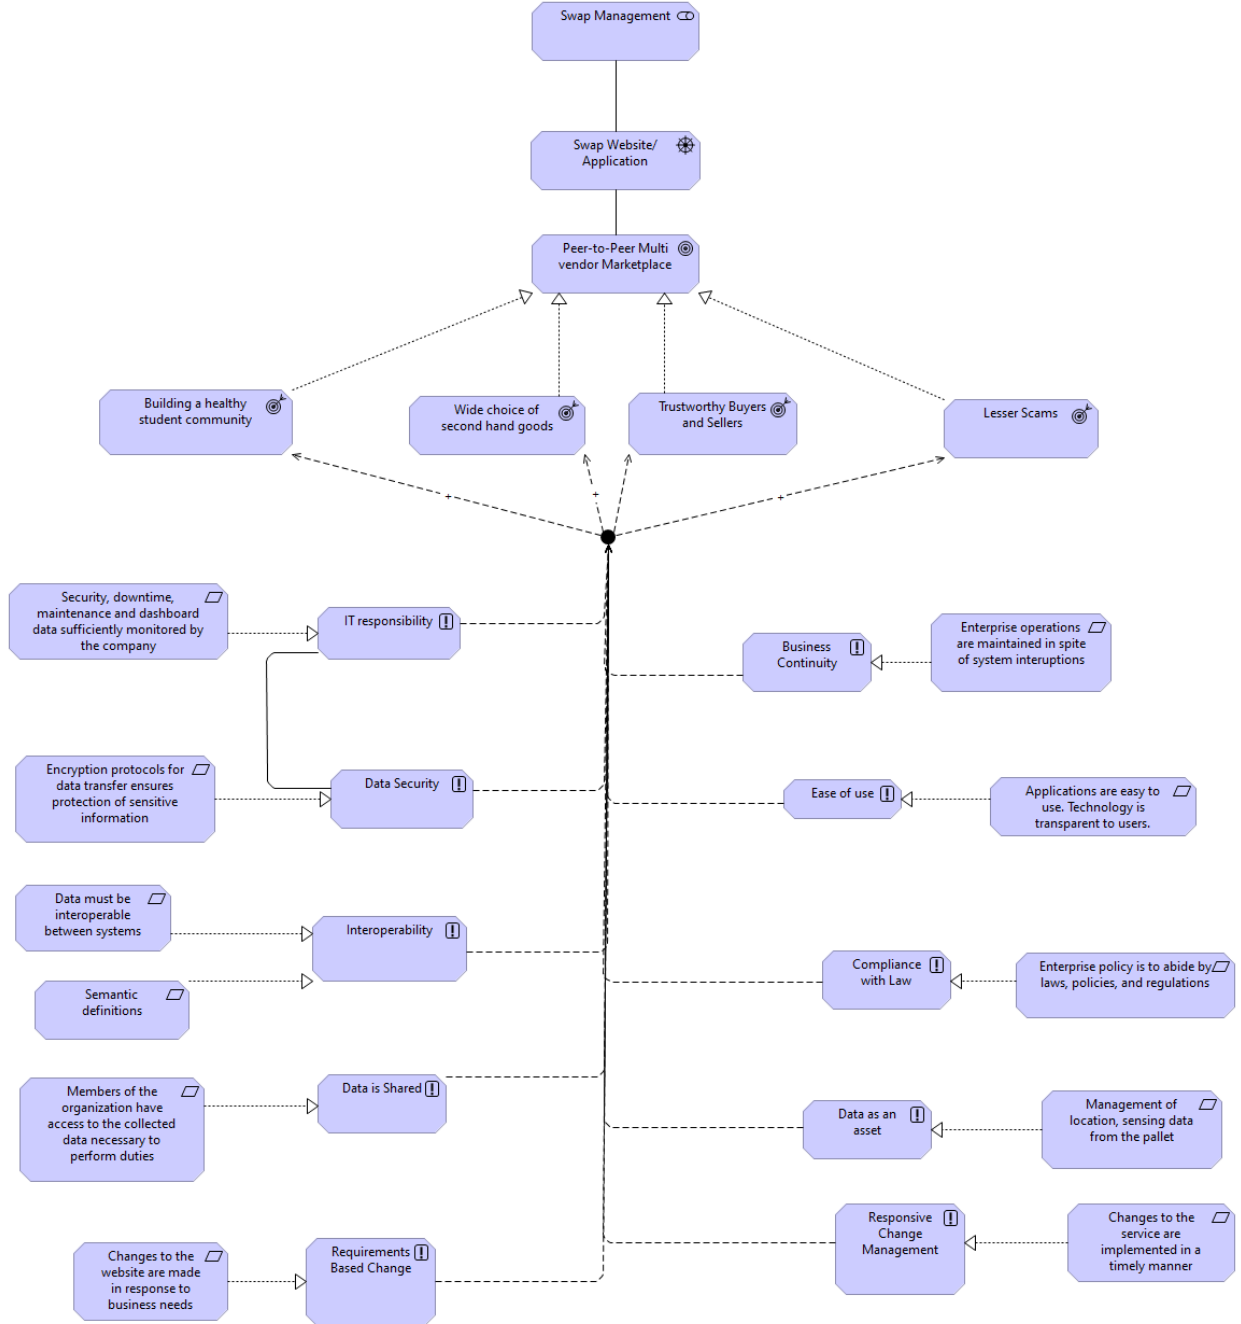 Swap Management
Swap Website/
Application
Peer-to-Peer Multi
vendor Marketplace
Building a healthy
student community
Wide choice of
second hand goods
Trustworthy Buyers
and Sellers
Lesser Scams
+
+
+
Security, downtime,
maintenance and dashboard
data sufficiently monitored by
the company
IT responsibility
Business
Continuity
Enterprise operations
are maintained in spite
of system interuptions
Encryption protocols for
data transfer ensures
protection of sensitive
information
Data Security
Ease of use
Applications are easy to
use. Technology is
transparent to users.
Data must be
interoperable
between systems
Interoperability
Semantic
definitions
Compliance
with Law
Enterprise policy is to abide by
laws, policies, and regulations
Members of the
organization have
access to the collected
data necessary to
perform duties
Data is Shared
Data as an
asset
Management of
location, sensing data
from the pallet
Changes to the
website are made
in response to
business needs
Requirements
Based Change
Responsive
Change
Management
Changes to the
service are
implemented in a
timely manner